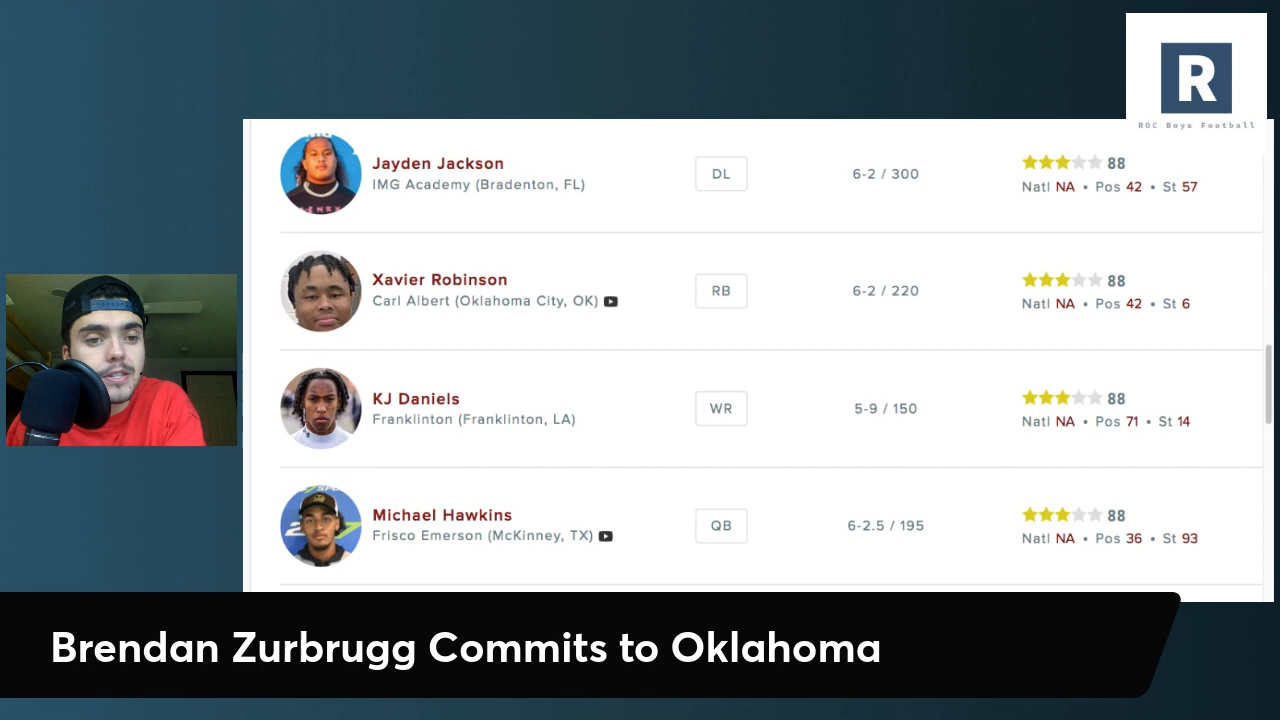 R
ROC Boys Football
Jayden Jackson
IMG Academy (Bradenton, FL)
DL
6-2 / 300
88
Natl NA • Pos 42 • St 57
Xavier Robinson
Carl Albert (Oklahoma City, OK)
RB
6-2 / 220
88
Natl NA • Pos 42 • St 6
KJ Daniels
Franklinton (Franklinton, LA)
WR
5-9 / 150
88
Natl NA • Pos 71 • St 14
Michael Hawkins
Frisco Emerson (McKinney, TX)
QB
6-2.5 / 195
88
Natl NA • Pos 36 • St 93
Brendan Zurbrugg Commits to Oklahoma